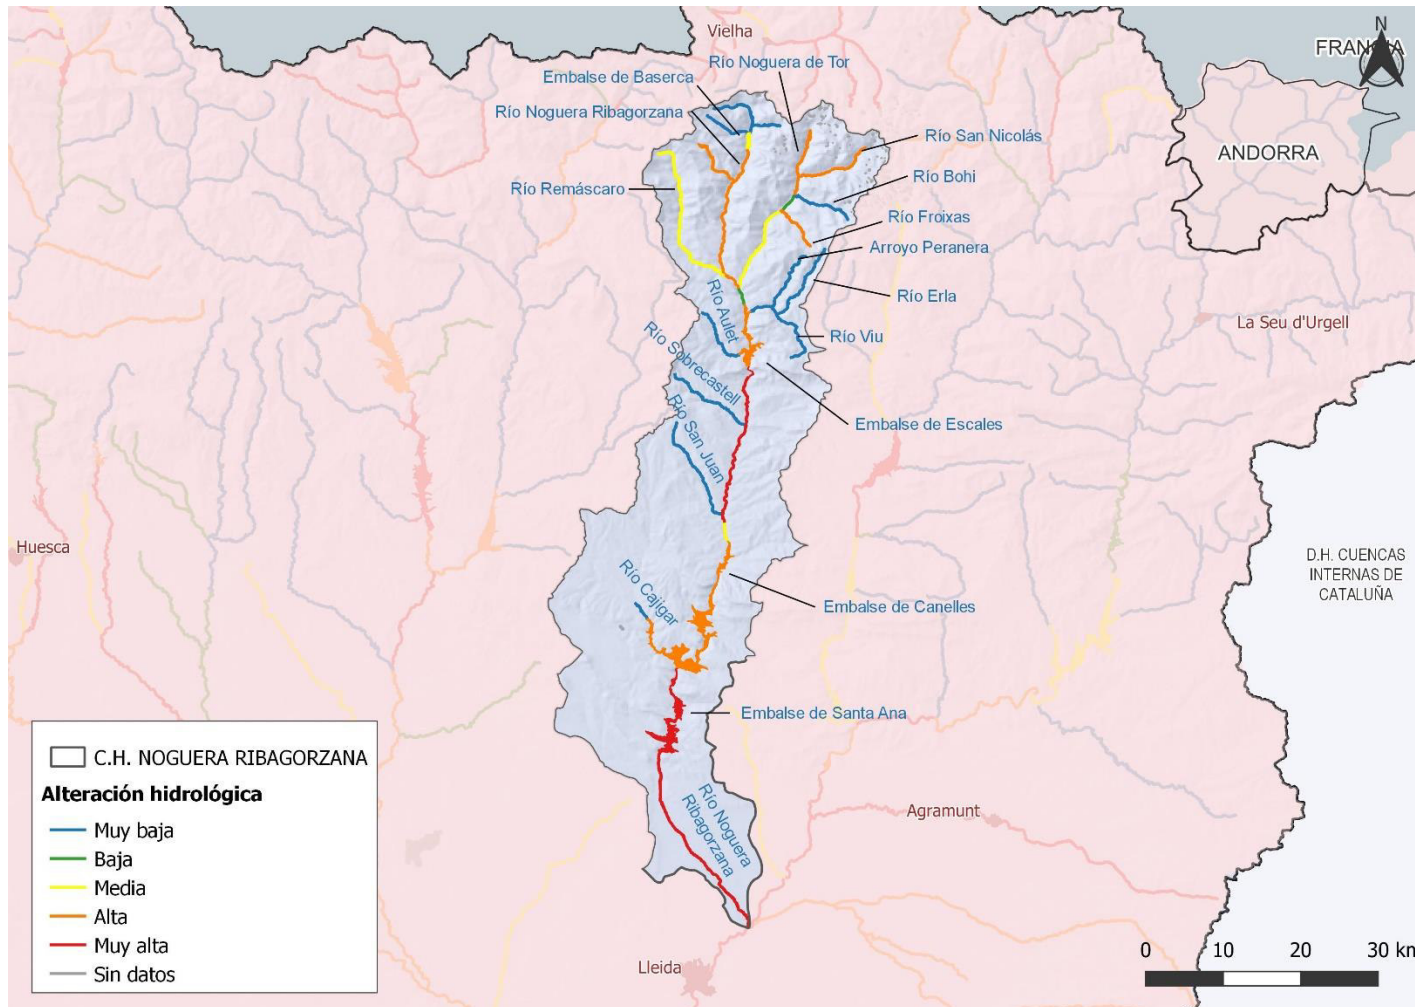 Vielha
N
FRANCIA
Río Noguera de Tor
Embalse de Baserca
Río Noguera Ribagorzana
Río San Nicolás
ANDORRA
Río Bohi
Río Remáscaro
Río Froixas
Arroyo Peranera
Río Erla
La Seu d'Urgell
Río Aulet
Río Viu
Río Sobrecastell
Embalse de Escales
Río San Juan
Huesca
D.H. CUENCAS
INTERNAS DE
CATALUÑA
Río Cajigar
Embalse de Canelles
Embalse de Santa Ana
Río Noguera
Ribagorzana
Agramunt
Lleida
C.H. NOGUERA RIBAGORZANA
Alteración hidrológica
Muy baja
Baja
Media
Alta
Muy alta
Sin datos
0 10 20 30 km